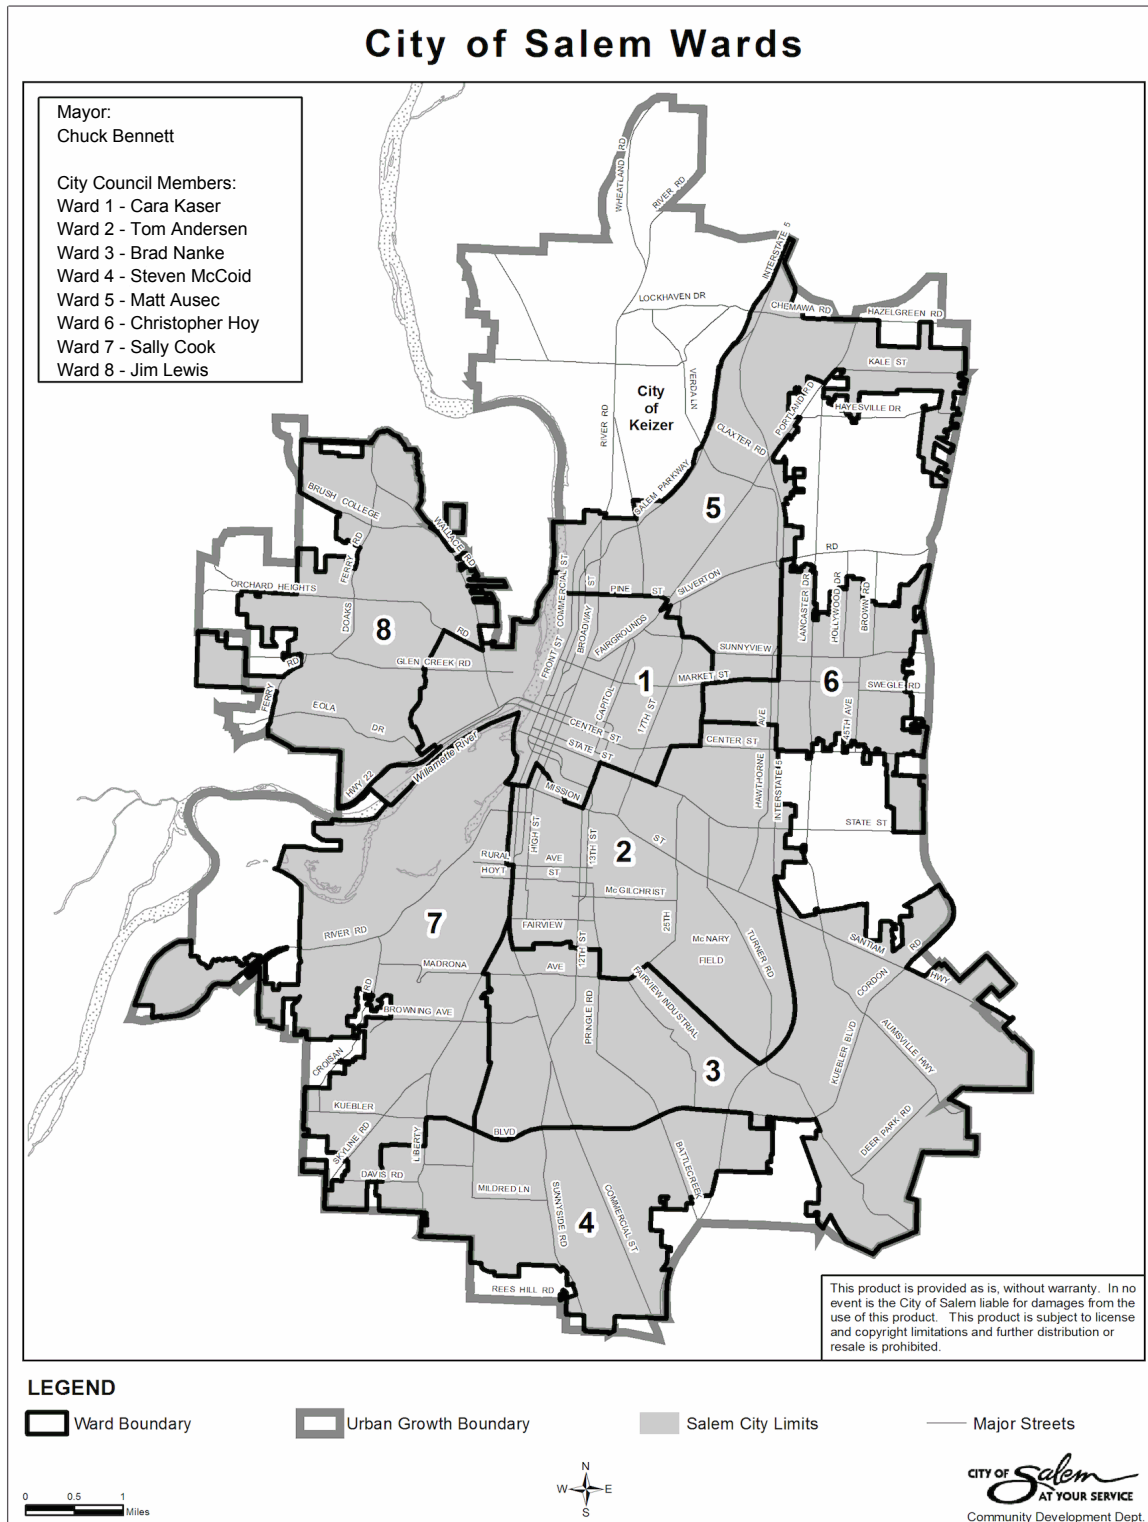 City of Salem Wards
Mayor:
Chuck Bennett
City Council Members:
Ward 1 - Cara Kaser
Ward 2 - Tom Andersen
Ward 3 - Brad Nanke
Ward 4 - Steven McCoid
Ward 5 - Matt Ausec
Ward 6 - Christopher Hoy
Ward 7 - Sally Cook
Ward 8 - Jim Lewis
WHEATLAND RD
RIVER RD
INTERSTATE 5
LOCKHAVEN DR
CHEMAWA RD
HAZELGREEN RD
KALE ST
VERDA LN
PORTLAND RD
HAYESVILLE DR
City
of
Keizer
RIVER RD
CLAXTER RD
SALEM PARKWAY
5
BRUSH COLLEGE
RD
WALLACE RD
DOAKS
FERRY
RD
ORCHARD HEIGHTS
COMMERCIAL ST
PINE ST
SILVERTON
RD
LANCASTER DR
HOLLYWOOD DR
BROWN RD
BROADWAY
ST
FAIRGROUNDS
8
RD
FRONT ST
SUNNYVIEW
GLEN CREEK RD
FERRY
RD
1
MARKET ST
6
SWEGLE RD
CAPITOL
17TH ST
45TH AVE
EOLA
DR
CENTER ST
STATE ST
CENTER ST
AVE
HAWTHORNE
INTERSTATE 5
HWY 22
Willamette River
MISSION
ST
STATE ST
HIGH ST
13TH ST
2
RURAL
AVE
HOYT
ST
McGILCHRIST
25TH
7
RIVER RD
FAIRVIEW
12TH ST
McNARY
FIELD
TURNER RD
SANTIAM
HWY
CORDON
RD
MADRONA
AVE
FAIRVIEW INDUSTRIAL
RD
BROWNING AVE
PRINGLE RD
CROISAN
KUEBLER BLVD
AUMSVILLE HWY
3
KUEBLER
BLVD
SKYLINE RD
LIBERTY
DEER PARK RD
DAVIS RD
MILDRED LN
BATTLECREEK
SUNNYSIDE RD
COMMERCIAL ST
4
REES HILL RD
This product is provided as is, without warranty. In no
event is the City of Salem liable for damages from the
use of this product. This product is subject to license
and copyright limitations and further distribution or
resale is prohibited.
LEGEND
Ward Boundary
Urban Growth Boundary
Salem City Limits
Major Streets
N
W
E
S
0 0.5 1
Miles
CITY OF Salem
AT YOUR SERVICE
Community Development Dept.